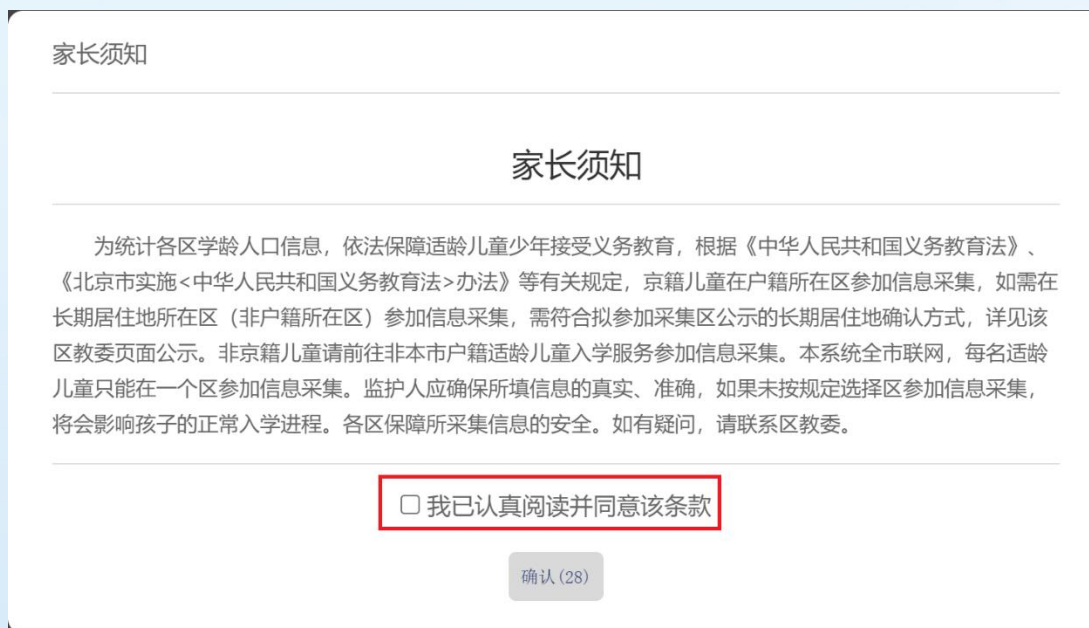 家长须知
家长须知
为统计各区学龄人口信息，依法保障适龄儿童少年接受义务教育，根据《中华人民共和国义务教育法》、
《北京市实施<中华人民共和国义务教育法>办法》等有关规定，京籍儿童在户籍所在区参加信息采集，如需在
长期居住地所在区（非户籍所在区）参加信息采集，需符合拟参加采集区公示的长期居住地确认方式，详见该
区教委页面公示。非京籍儿童请前往非本市户籍适龄儿童入学服务参加信息采集。本系统全市联网，每名适龄
儿童只能在一个区参加信息采集。监护人应确保所填信息的真实、准确，如果未按规定选择区参加信息采集，
将会影响孩子的正常入学进程。各区保障所采集信息的安全。如有疑问，请联系区教委。
我已认真阅读并同意该条款
确认(28)